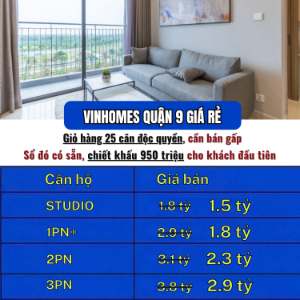 VINHOMES QUẬN 9 GIÁ RẺ
Giỏ hàng 25 căn độc quyền, cần bán gấp
Sổ đỏ có sẵn, chiết khấu 950 triệu cho khách đầu tiên
Căn hộ Giá bán
STUDIO 1.8 tỷ 1.5 tỷ
1PN+ 2.9 tỷ 1.8 tỷ
2PN 3.1 tỷ 2.3 tỷ
3PN 3.8 tỷ 2.9 tỷ